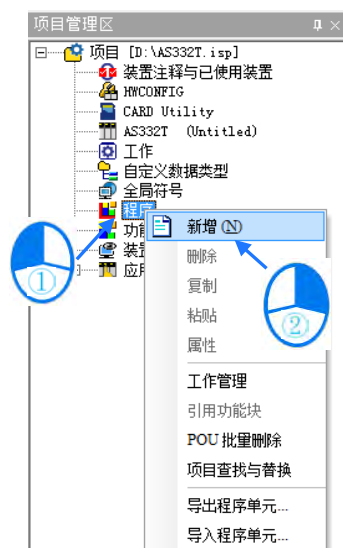 项目管理区
项目 [D:\AS332T.isp]
装置注释与已使用装置
HWCONFIG
CARD Utility
AS332T (Untitled)
工作
自定义数据类型
全局符号
程序
功能
装
应
新增(N)
删除
复制
粘贴
属性
工作管理
引用功能块
POU 批量删除
项目查找与替换
导出程序单元...
导入程序单元...
①
②